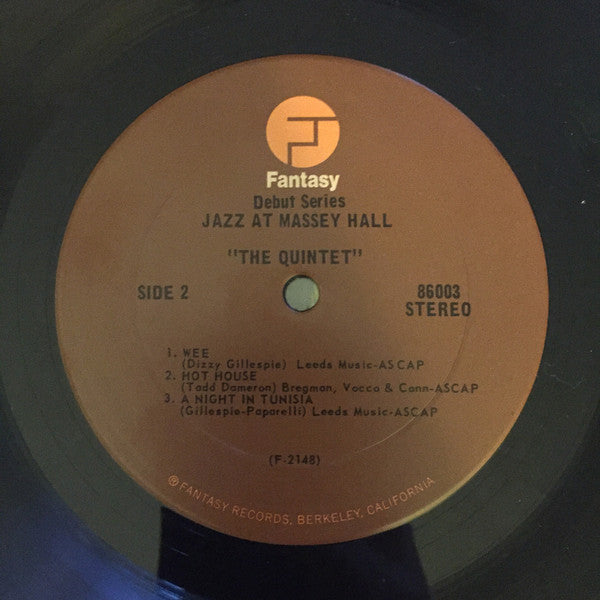 Fantasy
Debut Series
JAZZ AT MASSEY HALL
"THE QUINTET"
SIDE 2
86003
STEREO
1. WEE
(Dizzy Gillespie) Leeds Music-ASCAP
2. HOT HOUSE
(Tadd Dameron) Bregman, Vocco & Conn-ASCAP
3. A NIGHT IN TUNISIA
(Gillespie-Paparelli) Leeds Music-ASCAP
(F-2148)
℗ FANTASY RECORDS, BERKELEY, CALIFORNIA